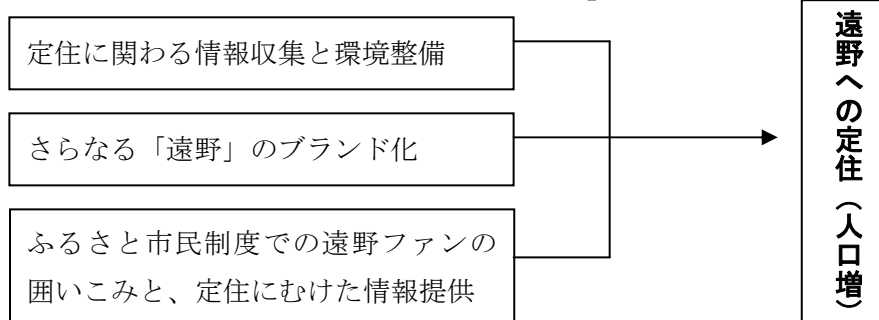 定住に関わる情報収集と環境整備
さらなる「遠野」のブランド化
ふるさと市民制度での遠野ファンの
囲いこみと、定住にむけた情報提供
遠野への定住（人口増）